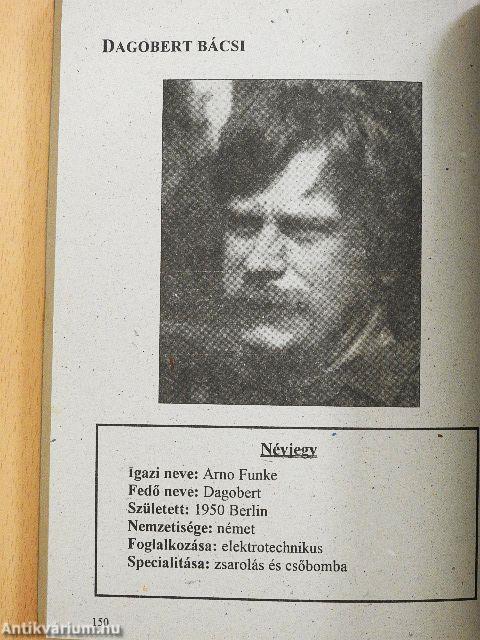 DAGOBERT BÁCSI
Névjegy
Igazi neve: Arno Funke
Fedő neve: Dagobert
Született: 1950 Berlin
Nemzetisége: német
Foglalkozása: elektrotechnikus
Specialitása: zsarolás és csőbomba
150
Antikvárium.hu